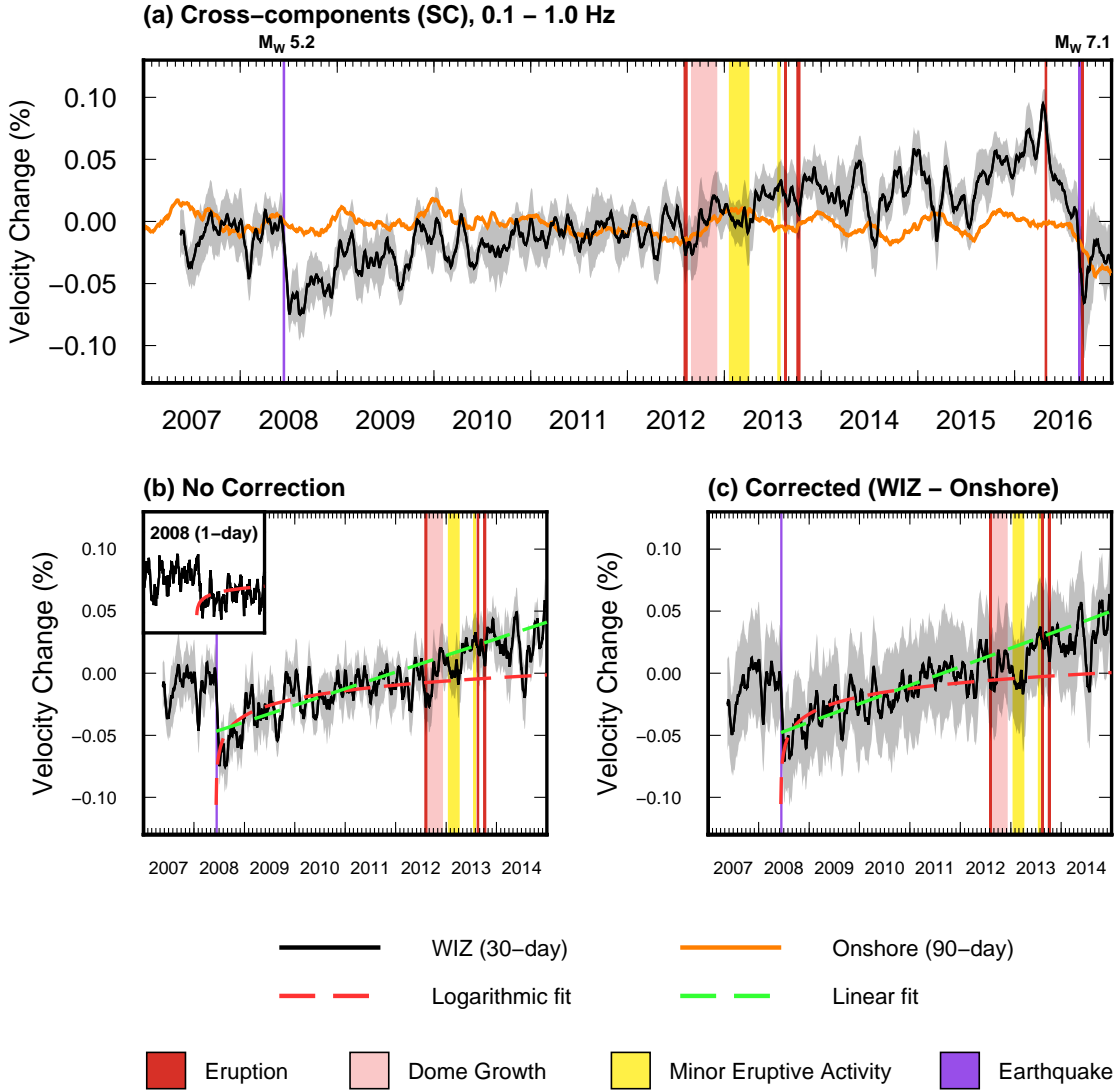 (a) Cross−components (SC), 0.1 − 1.0 Hz
MW 5.2 MW 7.1
Velocity Change (%)
0.10
0.05
0.00
−0.05
−0.10
2007 2008 2009 2010 2011 2012 2013 2014 2015 2016
(b) No Correction
2008 (1−day)
Velocity Change (%)
0.10
0.05
0.00
−0.05
−0.10
2007 2008 2009 2010 2011 2012 2013 2014
(c) Corrected (WIZ − Onshore)
Velocity Change (%)
0.10
0.05
0.00
−0.05
−0.10
2007 2008 2009 2010 2011 2012 2013 2014
WIZ (30−day) Onshore (90−day)
Logarithmic fit Linear fit
Eruption Dome Growth Minor Eruptive Activity Earthquake